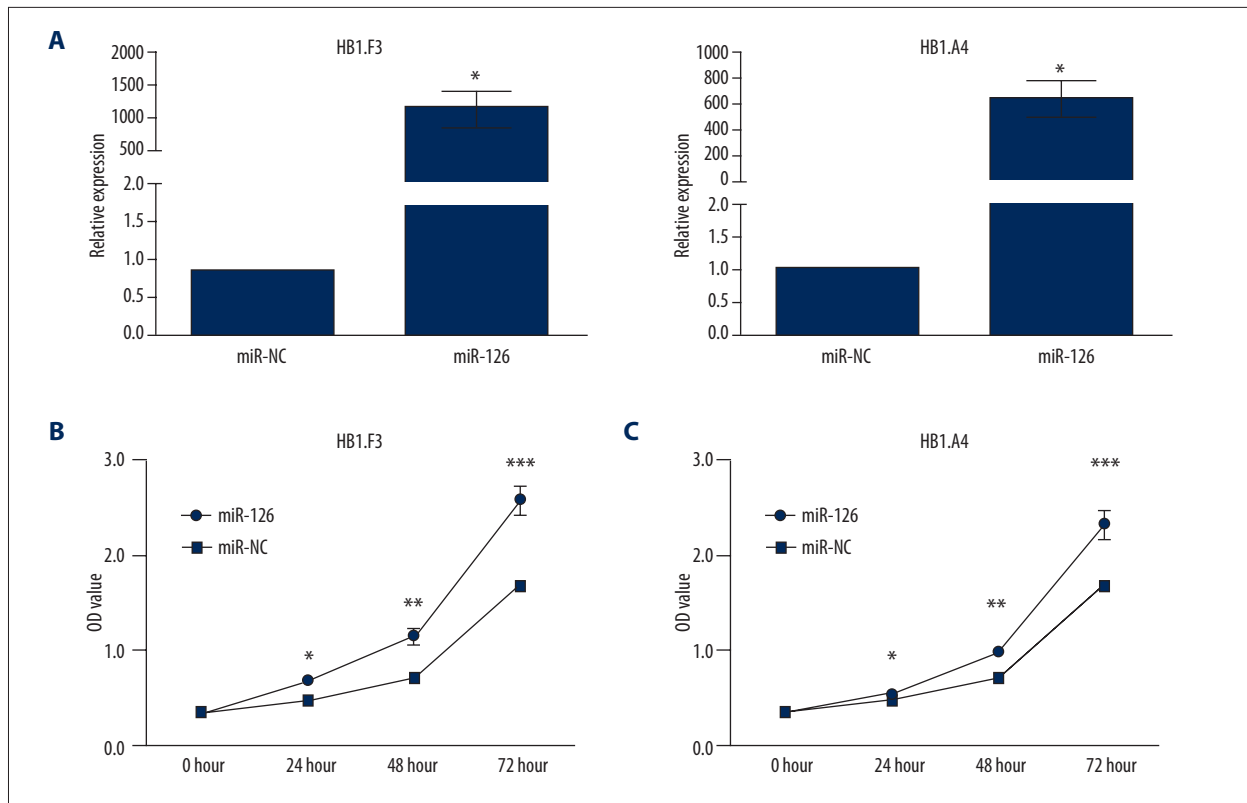 A
HB1.F3
Relative expression
2000
1500
1000
500
2.0
1.5
1.0
0.5
0.0
*
miR-NC
miR-126
HB1.A4
Relative expression
1000
800
600
400
200
0
2.0
1.5
1.0
0.5
0.0
*
miR-NC
miR-126
B
HB1.F3
OD value
3.0
2.0
1.0
0.0
miR-126
miR-NC
*
**
***
0 hour
24 hour
48 hour
72 hour
C
HB1.A4
OD value
3.0
2.0
1.0
0.0
miR-126
miR-NC
*
**
***
0 hour
24 hour
48 hour
72 hour